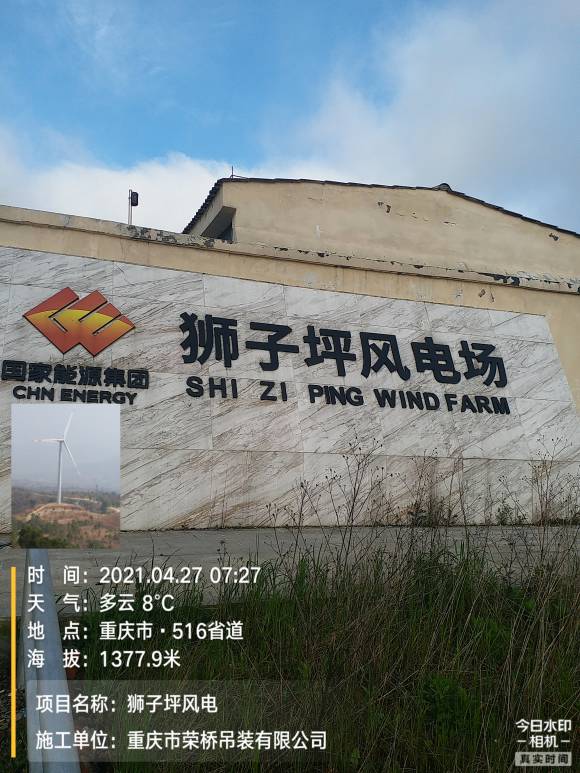 狮子坪风电场
SHI ZI PING WIND FARM
国家能源集团
CHN ENERGY
时 间：2021.04.27 07:27
天 气：多云 8℃
地 点：重庆市·516省道
海 拔：1377.9米
项目名称：狮子坪风电
施工单位：重庆市荣桥吊装有限公司
今日水印
-相机-
真实时间